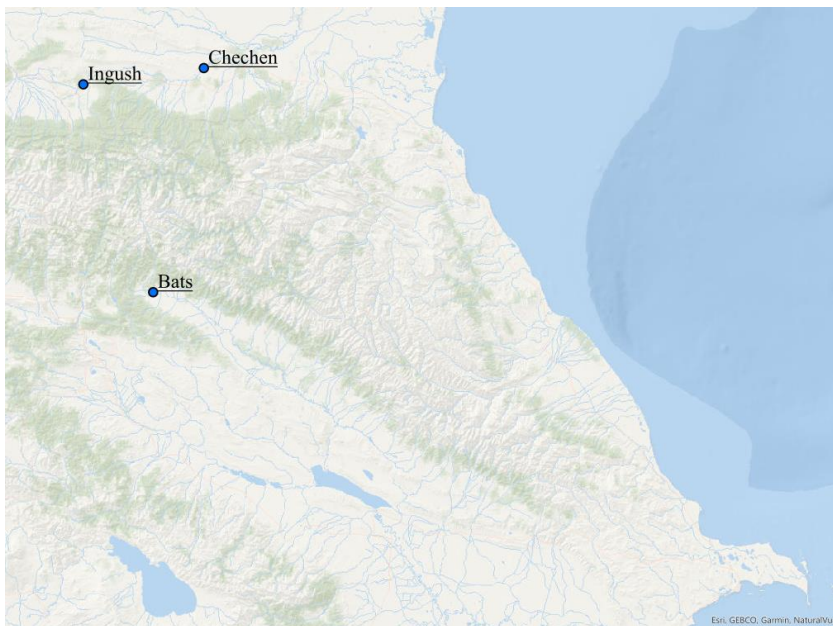 Chechen
Ingush
Bats
Esri, GEBCO, Garmin, NaturalVu